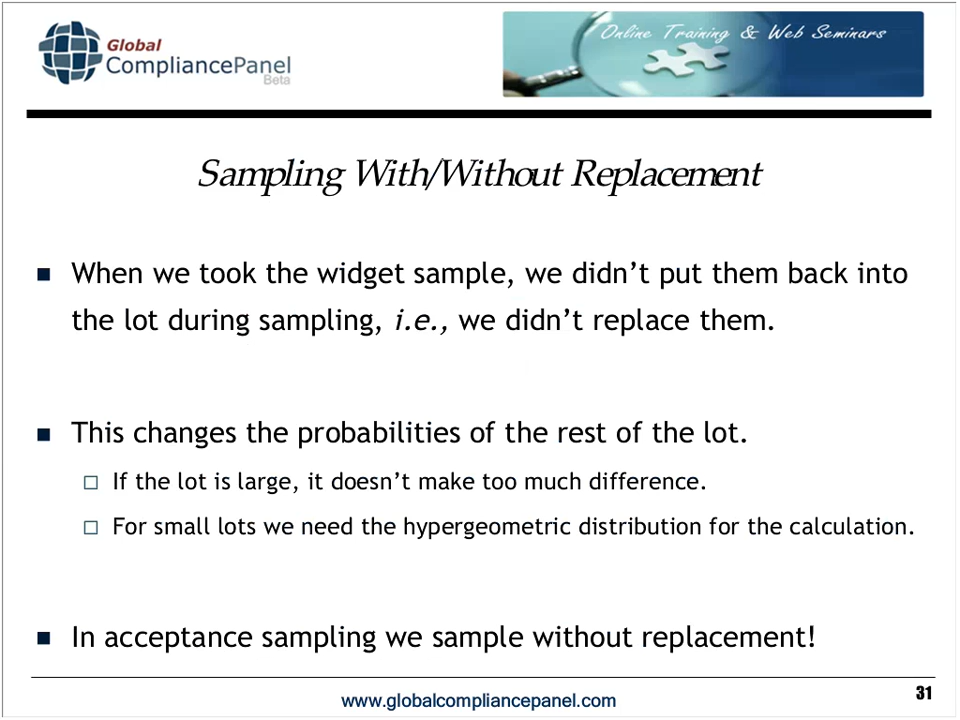 Global
CompliancePanel
Beta
Online Training & Web Seminars
Sampling With/Without Replacement
When we took the widget sample, we didn’t put them back into
the lot during sampling, i.e., we didn’t replace them.
This changes the probabilities of the rest of the lot.
If the lot is large, it doesn’t make too much difference.
For small lots we need the hypergeometric distribution for the calculation.
In acceptance sampling we sample without replacement!
www.globalcompliancepanel.com
31